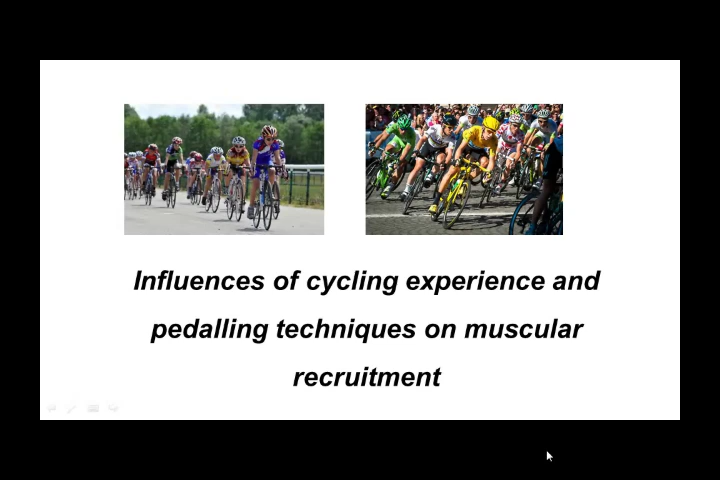 Influences of cycling experience and
pedalling techniques on muscular
recruitment